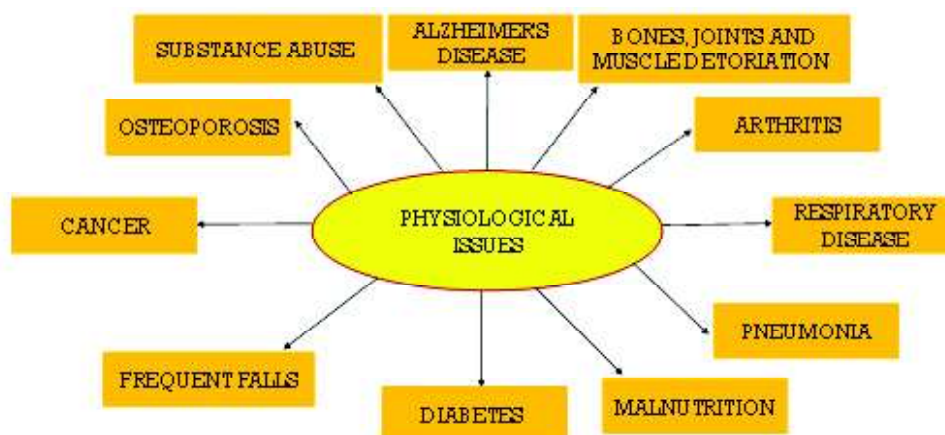 SUBSTANCE ABUSE
ALZHEIMERS
DISEASE
BONES, JOINTS AND
MUSCLE DETORIATION
OSTEOPOROSIS
ARTHRITIS
CANCER
PHYSIOLOGICAL
ISSUES
RESPIRATORY
DISEASE
PNEUMONIA
FREQUENT FALLS
DIABETES
MALNUTRITION